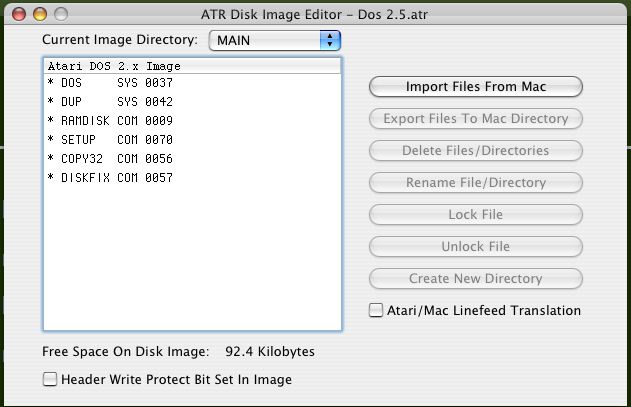 ATR Disk Image Editor – Dos 2.5.atr
Current Image Directory: MAIN
Atari DOS 2.x Image
* DOS     SYS 0037
* DUP     SYS 0042
* RAMDISK COM 0009
* SETUP   COM 0070
* COPY32  COM 0056
* DISKFIX COM 0057
Import Files From Mac
Export Files To Mac Directory
Delete Files/Directories
Rename File/Directory
Lock File
Unlock File
Create New Directory
Atari/Mac Linefeed Translation
Free Space On Disk Image: 92.4 Kilobytes
Header Write Protect Bit Set In Image